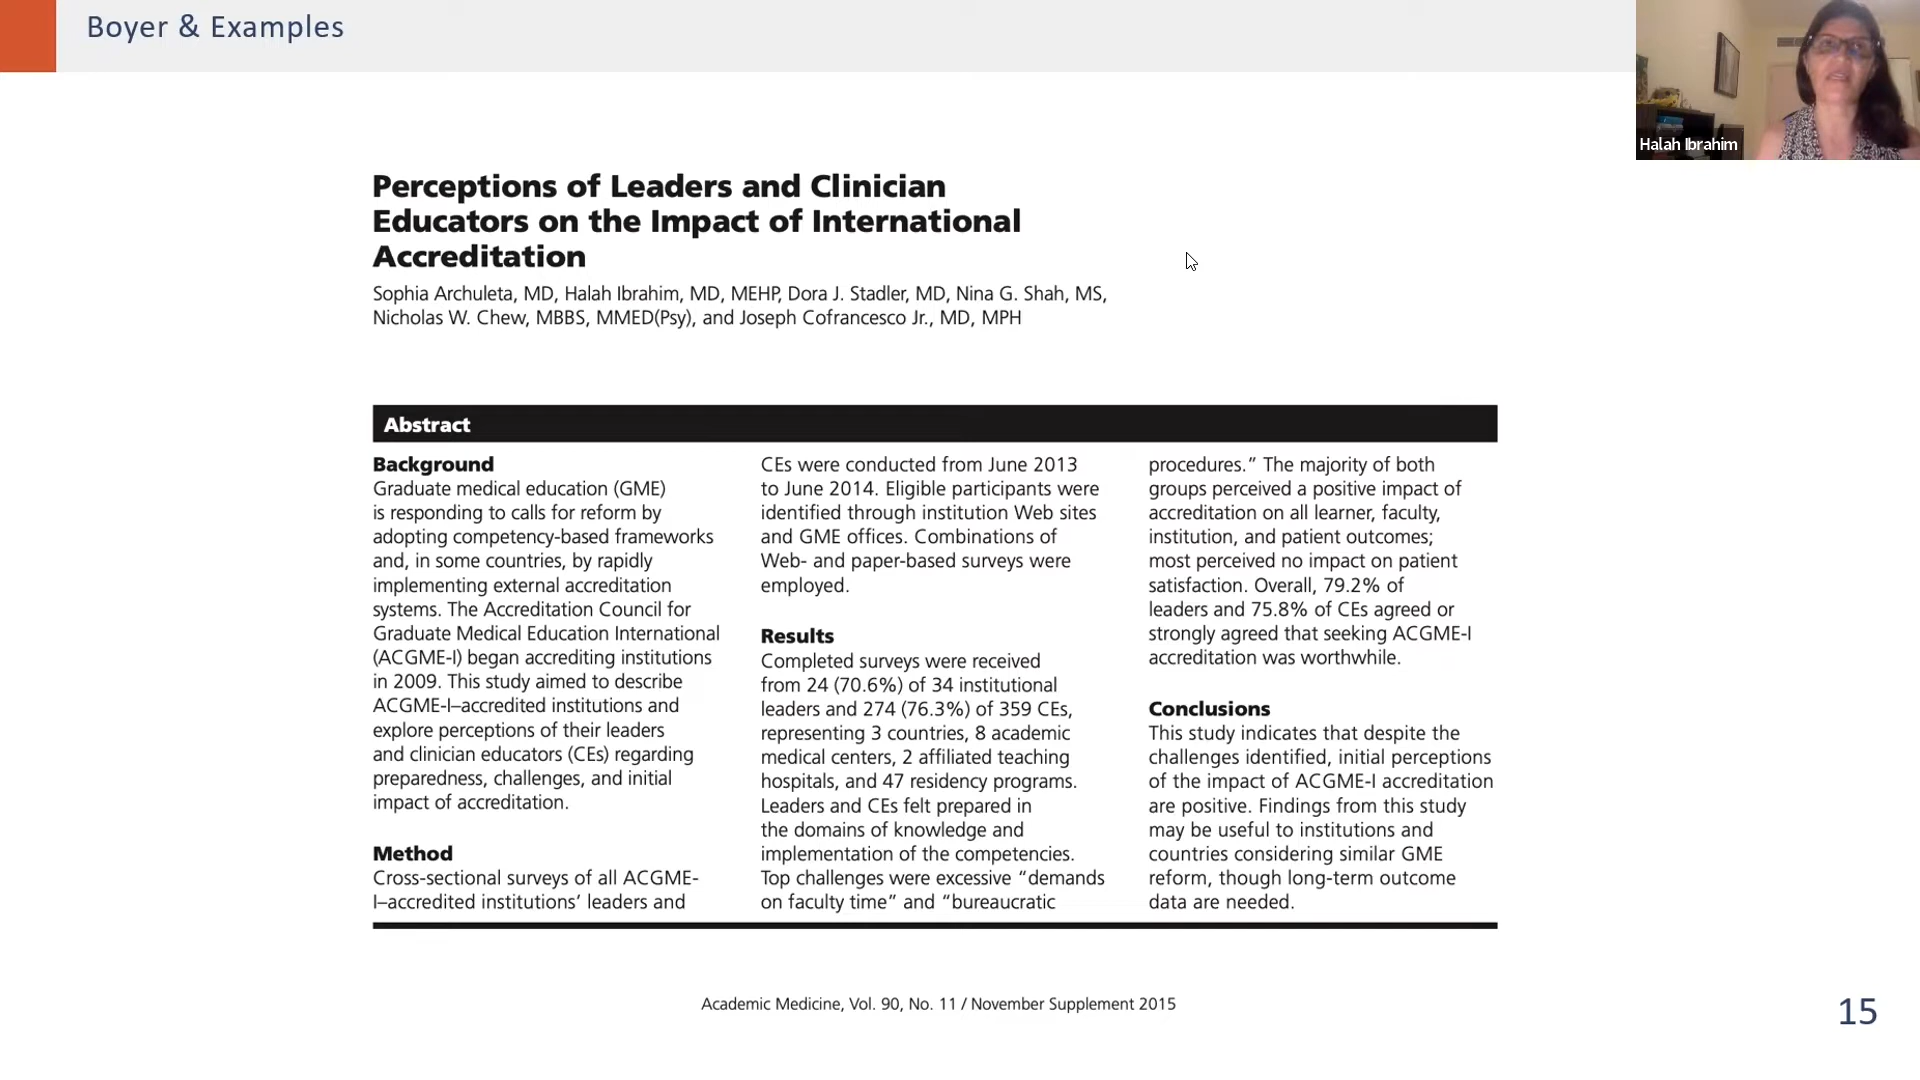 Boyer & Examples
Halah Ibrahim
Perceptions of Leaders and Clinician
Educators on the Impact of International
Accreditation
Sophia Archuleta, MD, Halah Ibrahim, MD, MEHP, Dora J. Stadler, MD, Nina G. Shah, MS,
Nicholas W. Chew, MBBS, MMED(Psy), and Joseph Cofrancesco Jr., MD, MPH
Abstract
Background
Graduate medical education (GME)
is responding to calls for reform by
adopting competency-based frameworks
and, in some countries, by rapidly
implementing external accreditation
systems. The Accreditation Council for
Graduate Medical Education International
(ACGME-I) began accrediting institutions
in 2009. This study aimed to describe
ACGME-I–accredited institutions and
explore perceptions of their leaders
and clinician educators (CEs) regarding
preparedness, challenges, and initial
impact of accreditation.
Method
Cross-sectional surveys of all ACGME-
I–accredited institutions’ leaders and
CEs were conducted from June 2013
to June 2014. Eligible participants were
identified through institution Web sites
and GME offices. Combinations of
Web- and paper-based surveys were
employed.
Results
Completed surveys were received
from 24 (70.6%) of 34 institutional
leaders and 274 (76.3%) of 359 CEs,
representing 3 countries, 8 academic
medical centers, 2 affiliated teaching
hospitals, and 47 residency programs.
Leaders and CEs felt prepared in
the domains of knowledge and
implementation of the competencies.
Top challenges were excessive “demands
on faculty time” and “bureaucratic
procedures.” The majority of both
groups perceived a positive impact of
accreditation on all learner, faculty,
institution, and patient outcomes;
most perceived no impact on patient
satisfaction. Overall, 79.2% of
leaders and 75.8% of CEs agreed or
strongly agreed that seeking ACGME-I
accreditation was worthwhile.
Conclusions
This study indicates that despite the
challenges identified, initial perceptions
of the impact of ACGME-I accreditation
are positive. Findings from this study
may be useful to institutions and
countries considering similar GME
reform, though long-term outcome
data are needed.
Academic Medicine, Vol. 90, No. 11 / November Supplement 2015
15